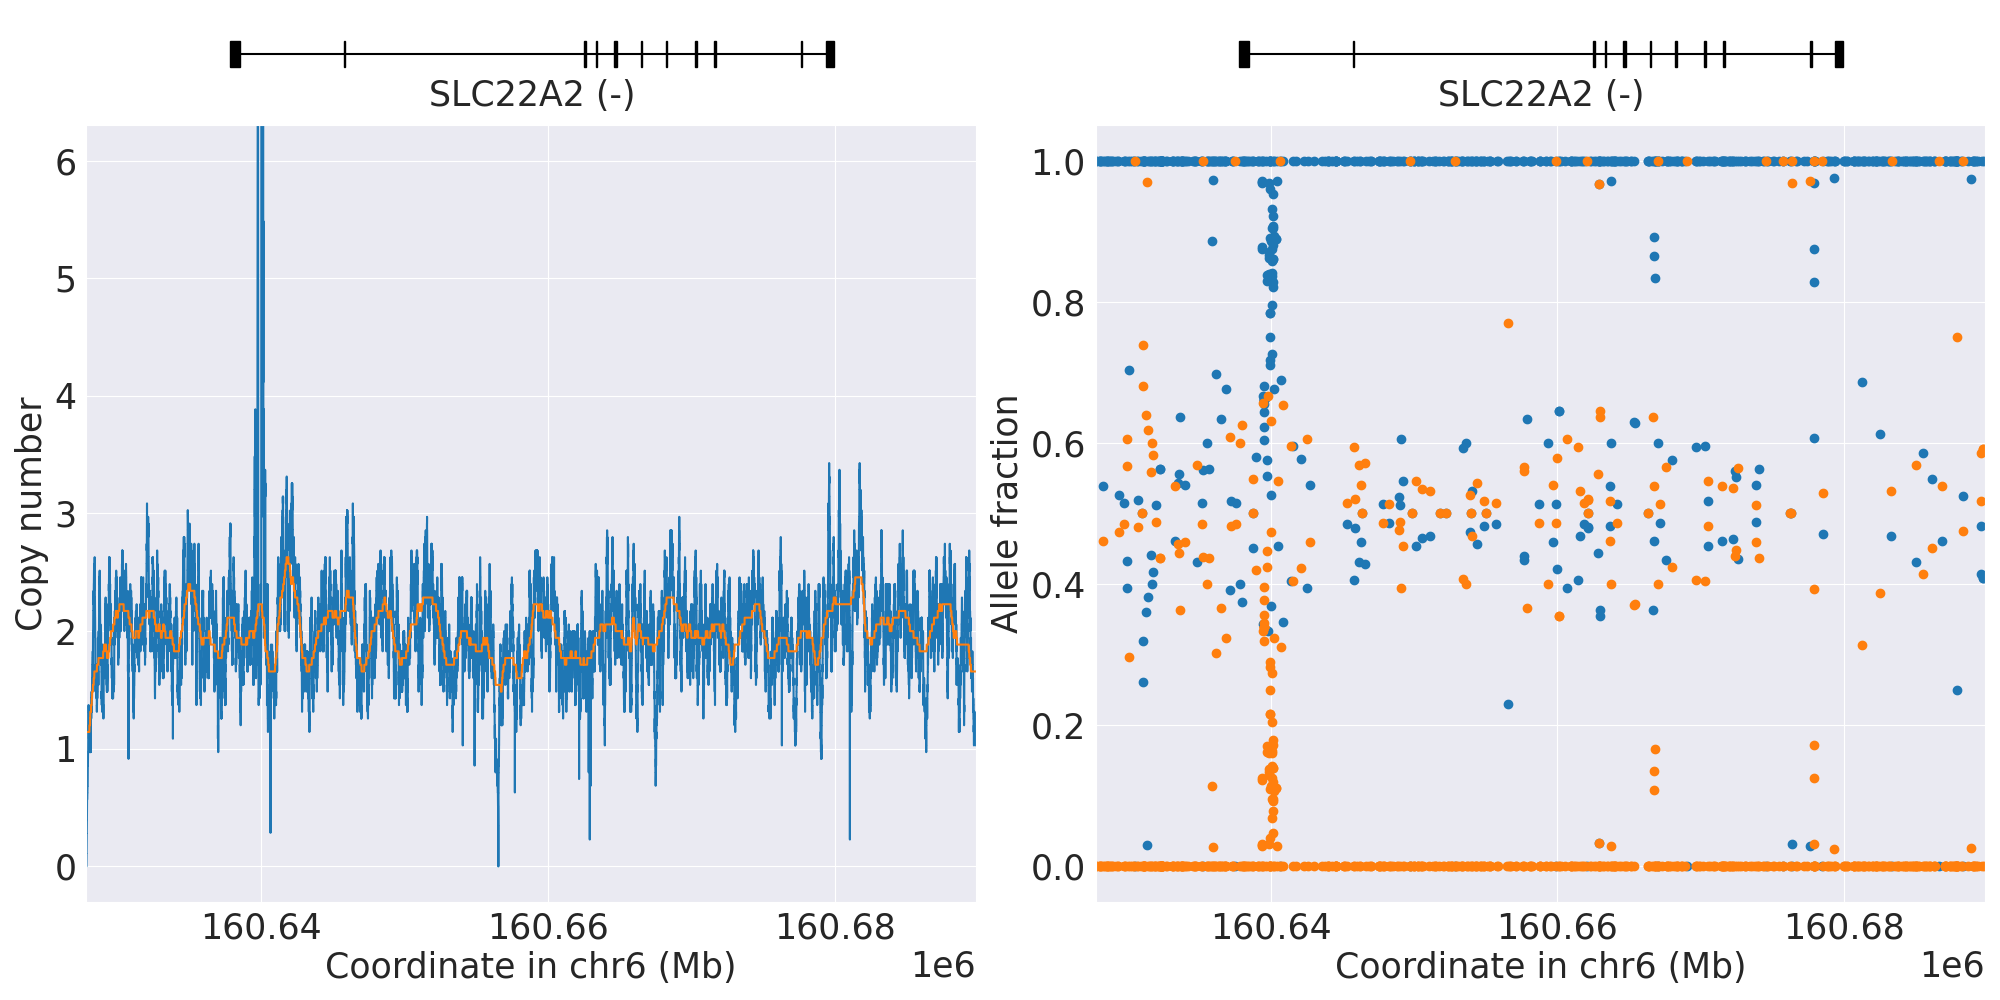 SLC22A2 (-)
6
5
4
3
2
1
0
Copy number
160.64
160.66
160.68
Coordinate in chr6 (Mb)
1e6
SLC22A2 (-)
1.0
0.8
0.6
0.4
0.2
0.0
Allele fraction
160.64
160.66
160.68
Coordinate in chr6 (Mb)
1e6